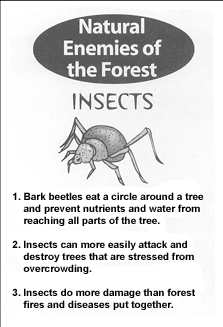 Natural
Enemies of
the Forest
INSECTS
1. Bark beetles eat a circle around a tree
and prevent nutrients and water from
reaching all parts of the tree.
2. Insects can more easily attack and
destroy trees that are stressed from
overcrowding.
3. Insects do more damage than forest
fires and diseases put together.